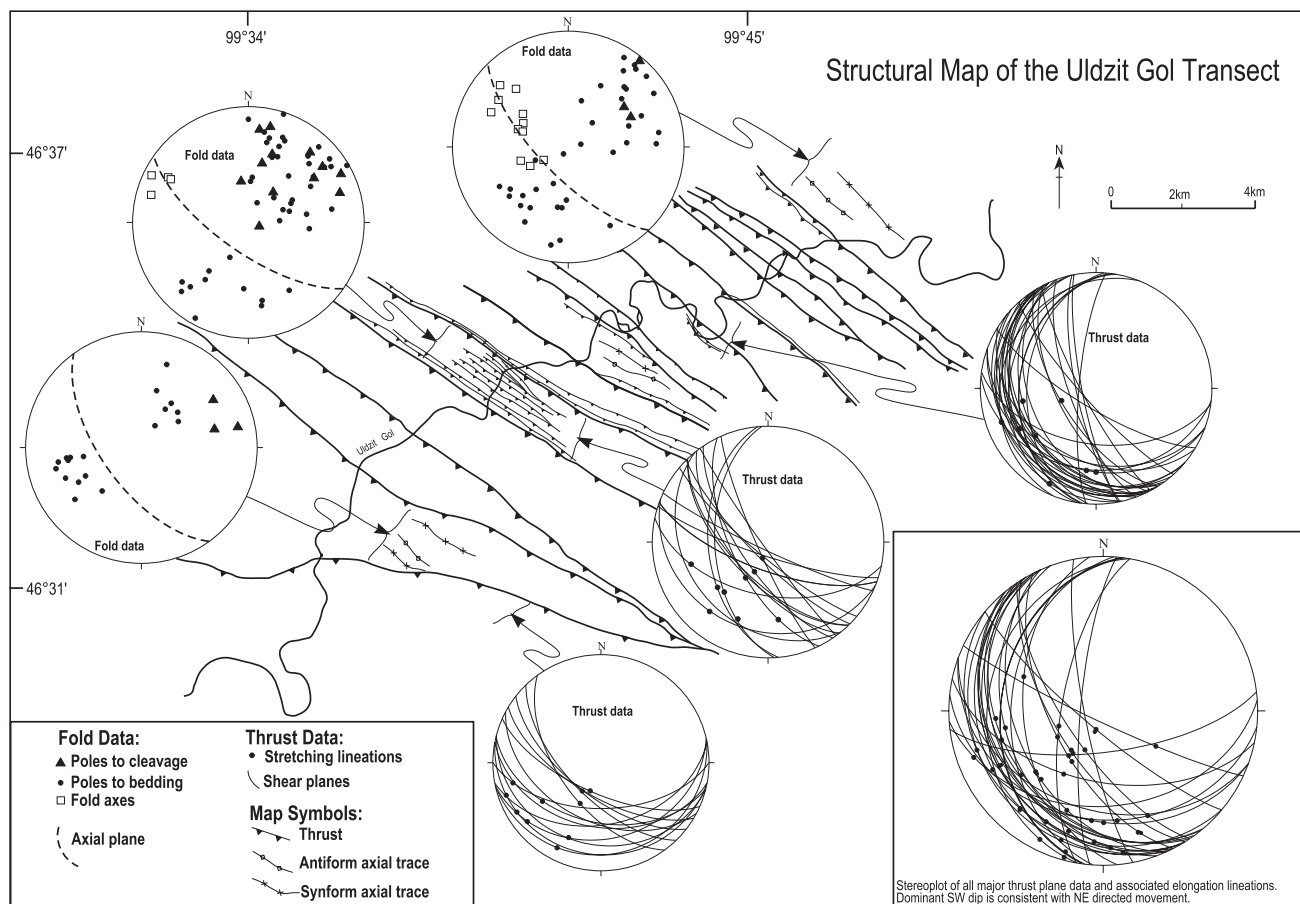 99°34'
99°45'
Structural Map of the Uldzit Gol Transect
N
Fold data
N
Fold data
46°37'
N
0 2km 4km
N
Thrust data
N
Fold data
Uldzit Gol
N
Thrust data
46°31'
N
Thrust data
N
Fold Data:
Poles to cleavage
Poles to bedding
Fold axes
Axial plane
Thrust Data:
Stretching lineations
Shear planes
Map Symbols:
Thrust
Antiform axial trace
Synform axial trace
Stereoplot of all major thrust plane data and associated elongation lineations.
Dominant SW dip is consistent with NE directed movement.